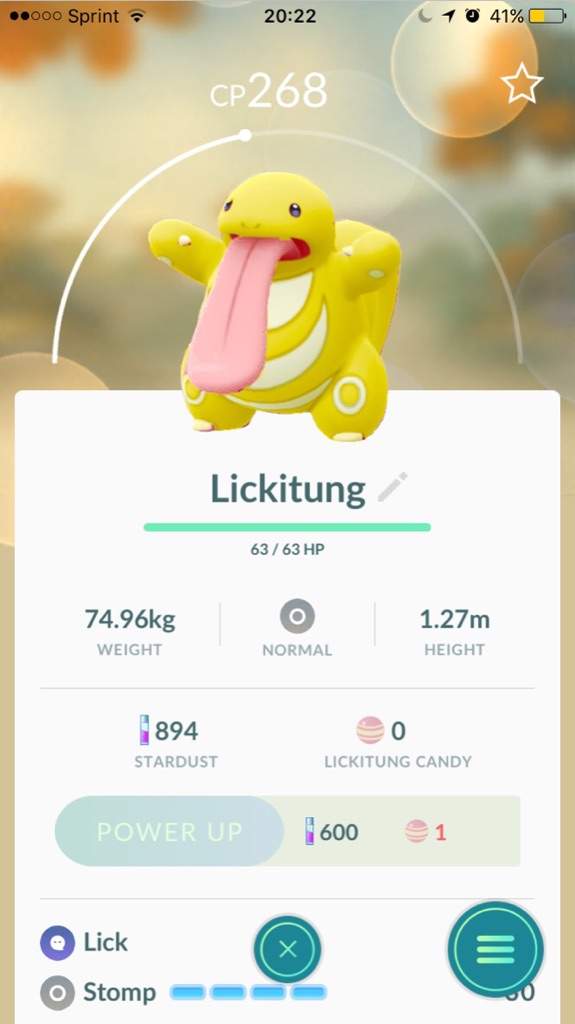 Sprint 20:22 41%
CP268
Lickitung
63 / 63 HP
74.96kg 1.27m
WEIGHT NORMAL HEIGHT
894 0
STARDUST LICKITUNG CANDY
POWER UP 600 1
Lick
Stomp